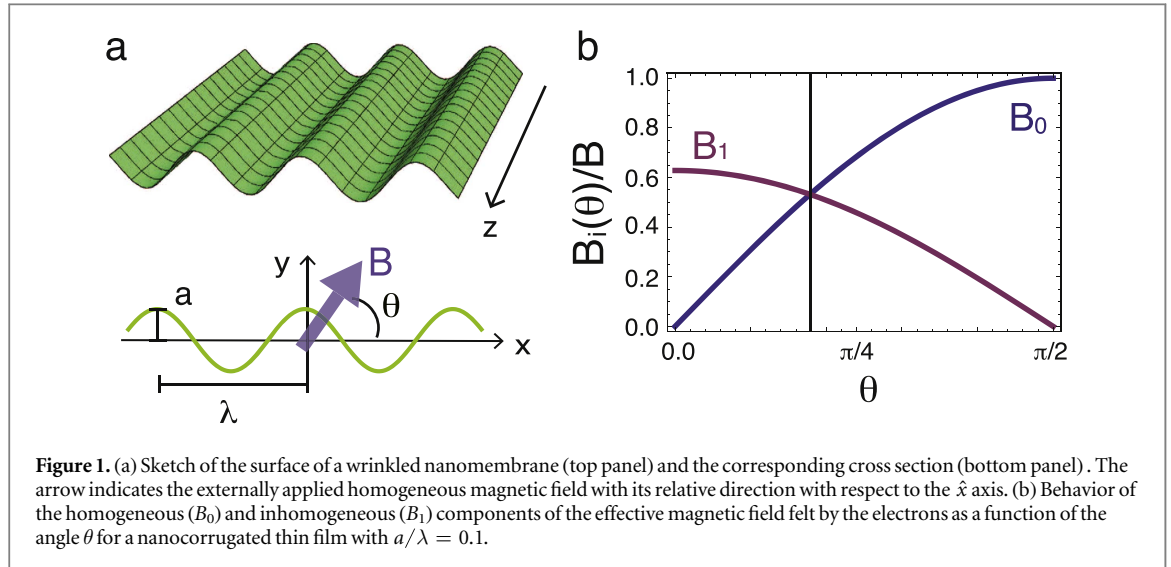 a
z
y
B
a
θ
x
λ
b
1.0
0.8
0.6
0.4
0.2
0.0
Bᵢ(θ)/B
B₁
B₀
0.0
π/4
π/2
θ
Figure 1. (a) Sketch of the surface of a wrinkled nanomembrane (top panel) and the corresponding cross section (bottom panel). The
arrow indicates the externally applied homogeneous magnetic field with its relative direction with respect to the x̂ axis. (b) Behavior of
the homogeneous (B₀) and inhomogeneous (B₁) components of the effective magnetic field felt by the electrons as a function of the
angle θ for a nanocorrugated thin film with a/λ = 0.1.